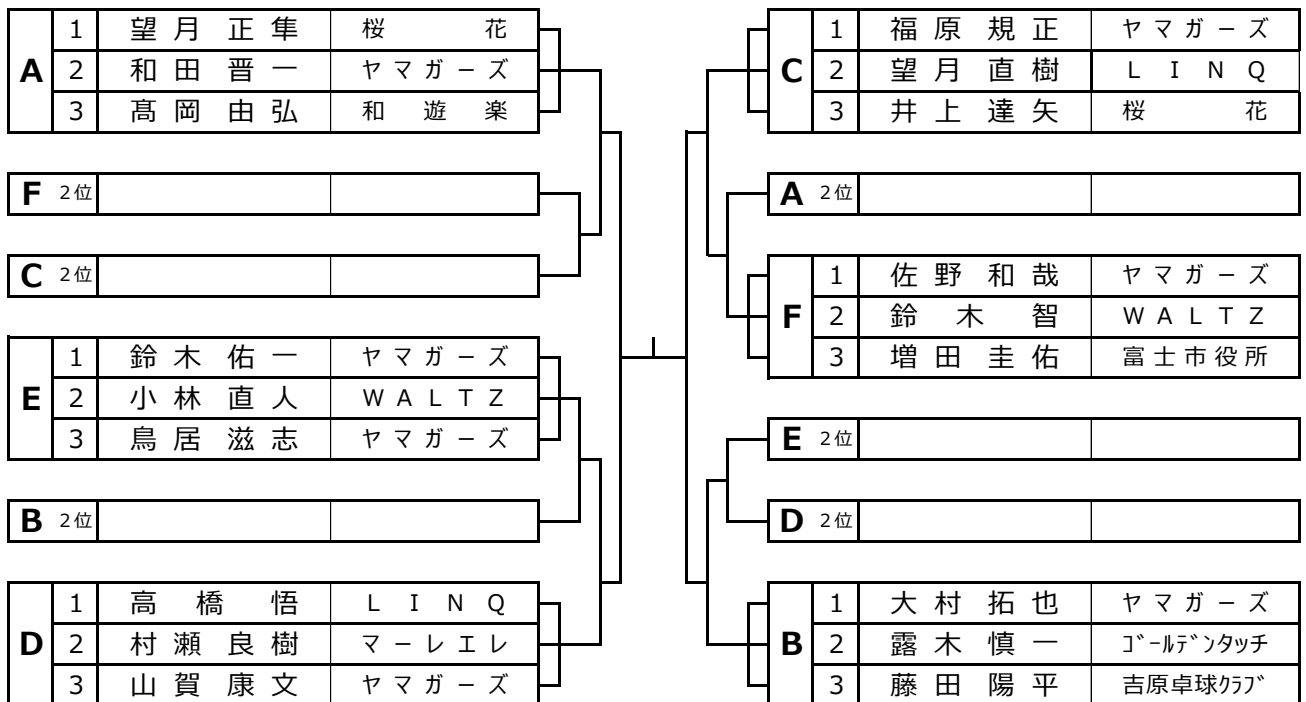 A
1 望月 正隼 桜花
2 和田 晋一 ヤマガーズ
3 髙岡 由弘 和遊楽
F 2位
C 2位
E
1 鈴木 佑一 ヤマガーズ
2 小林 直人 WALTZ
3 鳥居 滋志 ヤマガーズ
B 2位
D
1 高橋 悟 LINQ
2 村瀬 良樹 マーレエレ
3 山賀 康文 ヤマガーズ
C
1 福原 規正 ヤマガーズ
2 望月 直樹 LINQ
3 井上 達矢 桜花
A 2位
F
1 佐野 和哉 ヤマガーズ
2 鈴木 智 WALTZ
3 増田 圭佑 富士市役所
E 2位
D 2位
B
1 大村 拓也 ヤマガーズ
2 露木 慎一 ｺﾞｰﾙﾃﾞﾝタッチ
3 藤田 陽平 吉原卓球ｸﾗﾌﾞ